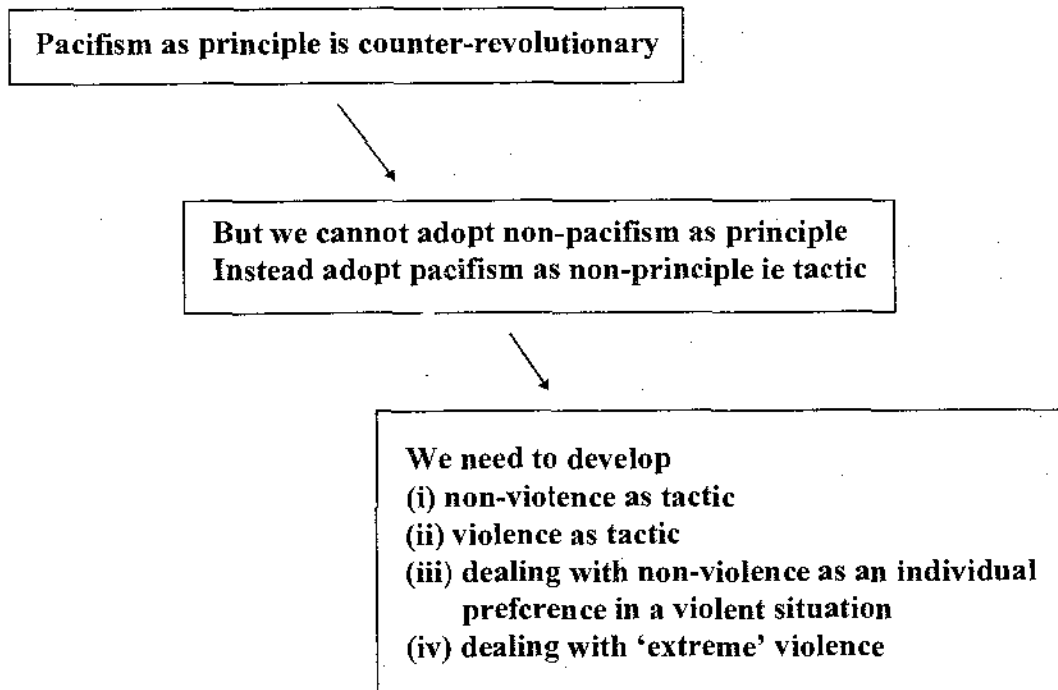 Pacifism as principle is counter-revolutionary
But we cannot adopt non-pacifism as principle
Instead adopt pacifism as non-principle ie tactic
We need to develop
(i) non-violence as tactic
(ii) violence as tactic
(iii) dealing with non-violence as an individual
preference in a violent situation
(iv) dealing with ‘extreme’ violence